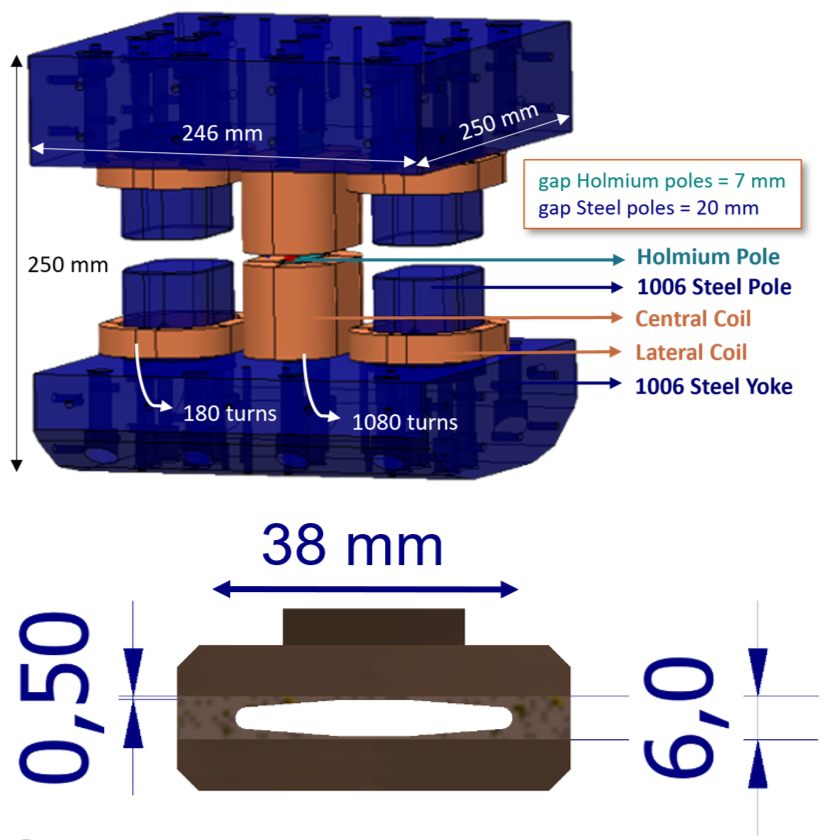 246 mm
250 mm
gap Holmium poles = 7 mm
gap Steel poles = 20 mm
250 mm
Holmium Pole
1006 Steel Pole
Central Coil
Lateral Coil
1006 Steel Yoke
180 turns
1080 turns
38 mm
0,50
6,0